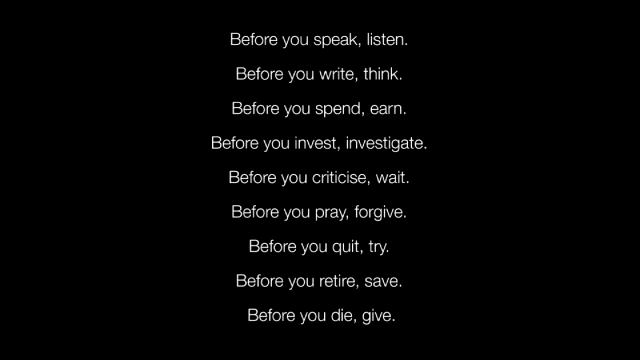 Before you speak, listen.
Before you write, think.
Before you spend, earn.
Before you invest, investigate.
Before you criticise, wait.
Before you pray, forgive.
Before you quit, try.
Before you retire, save.
Before you die, give.